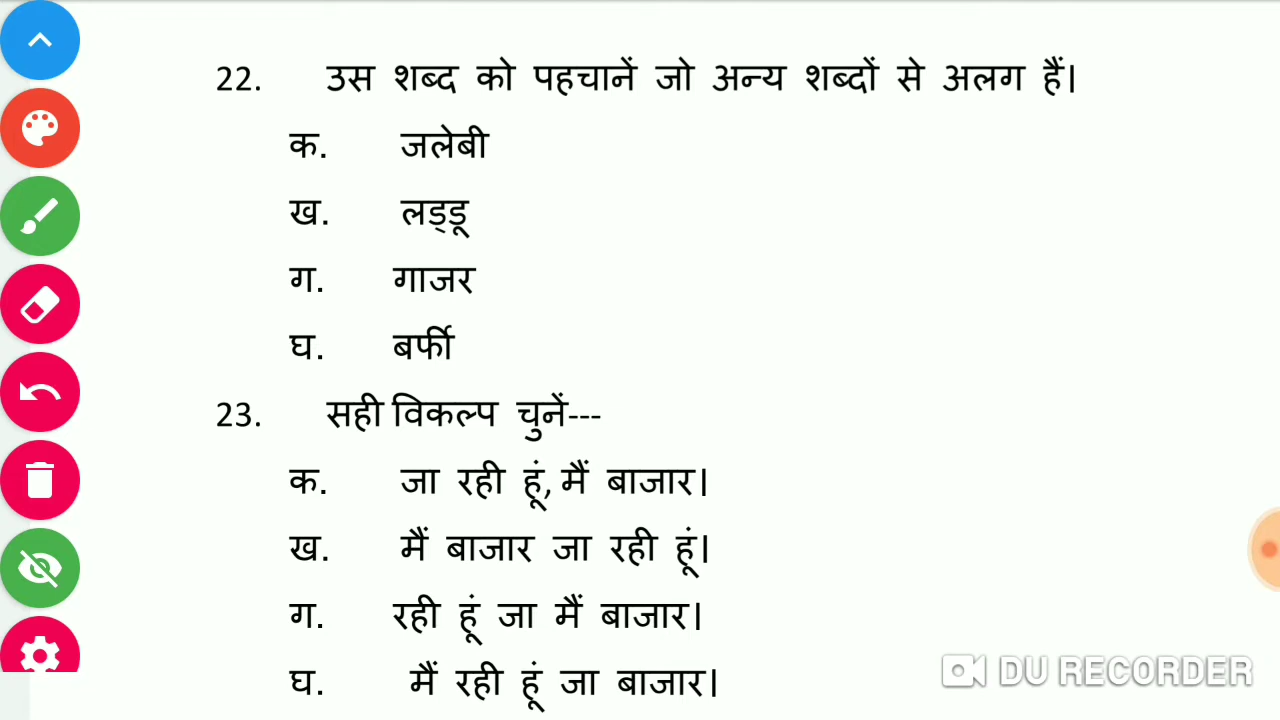 22. उस शब्द को पहचानें जो अन्य शब्दों से अलग हैं।
क. जलेबी
ख. लड्डू
ग. गाजर
घ. बर्फी
23. सही विकल्प चुनें---
क. जा रही हूं, मैं बाजार।
ख. मैं बाजार जा रही हूं।
ग. रही हूं जा मैं बाजार।
घ. मैं रही हूं जा बाजार।
DU RECORDER